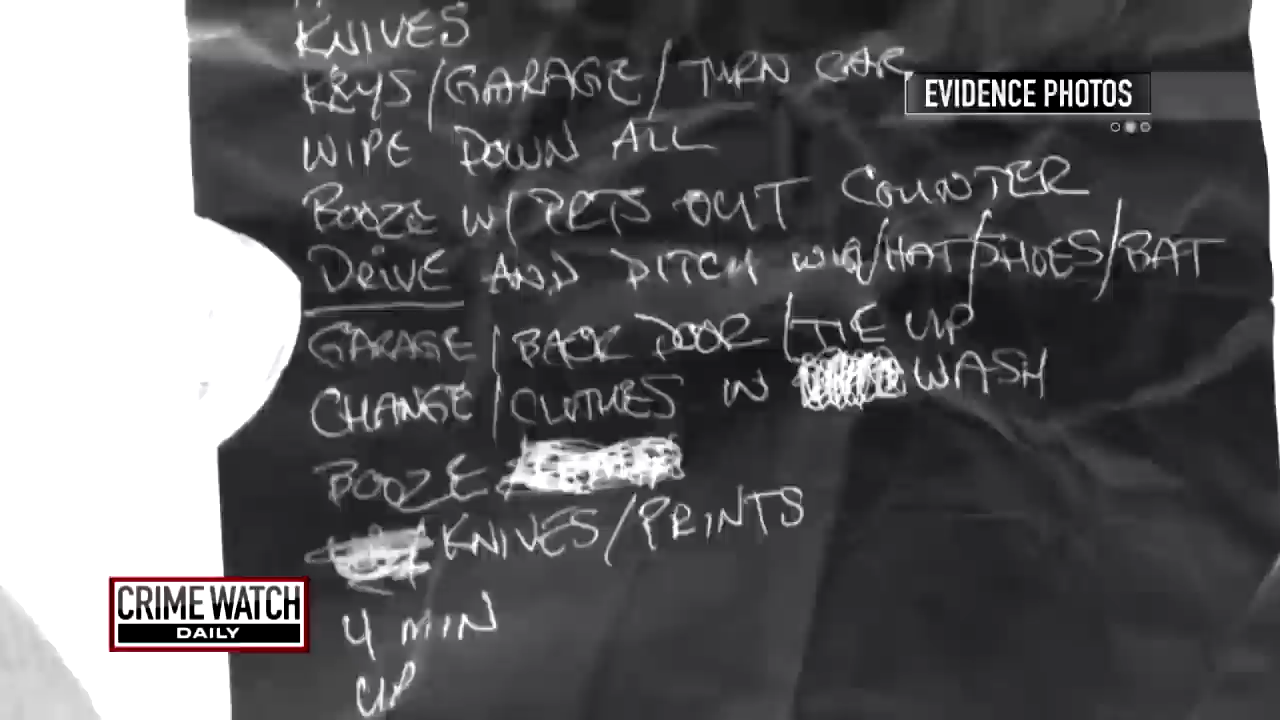 KNIVES
KEYS/GARAGE/TURN CAR
EVIDENCE PHOTOS
WIPE DOWN ALL
BOOZE W/PETS OUT COUNTER
DRIVE AND DITCH WIG/HAT/SHOES/BAT
GARAGE/BACK DOOR/TIE UP
CHANGE/CLOTHES IN WASH
BOOZE
KNIVES/PRINTS
4 MIN
UP
CRIME WATCH
DAILY